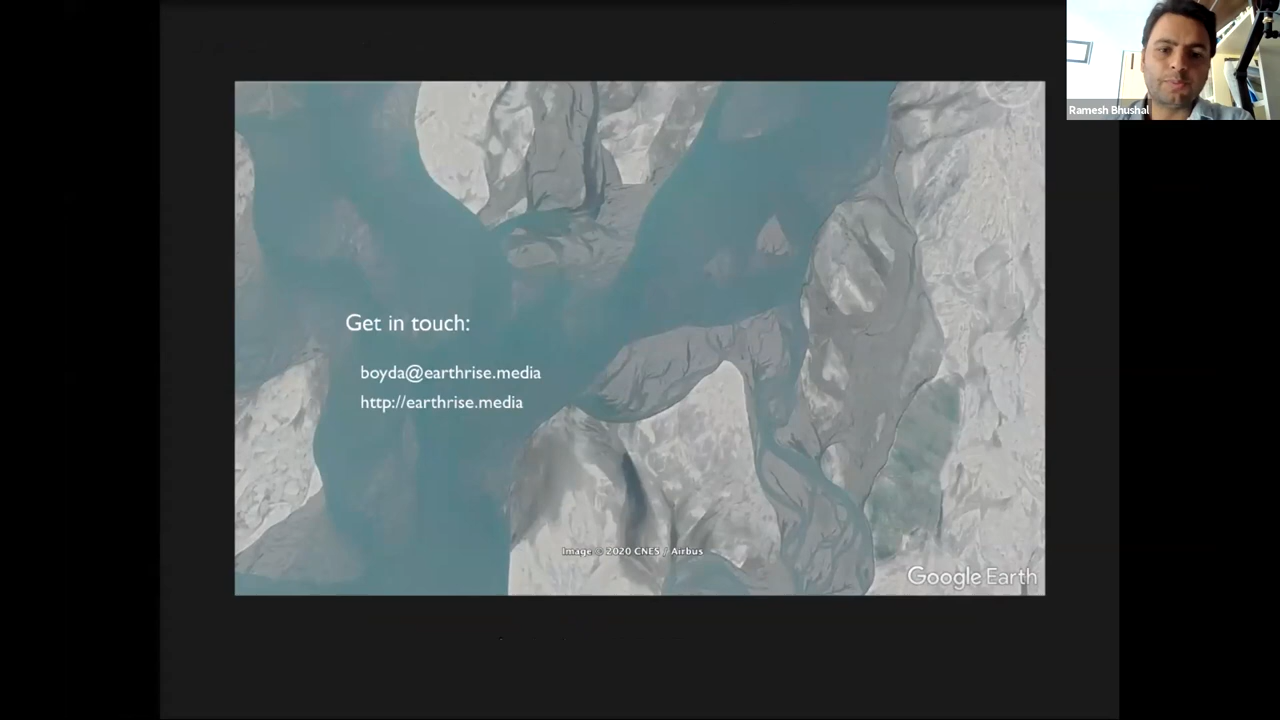 Ramesh Bhushal
Get in touch:
boyda@earthrise.media
http://earthrise.media
Image © 2020 CNES / Airbus
Google Earth